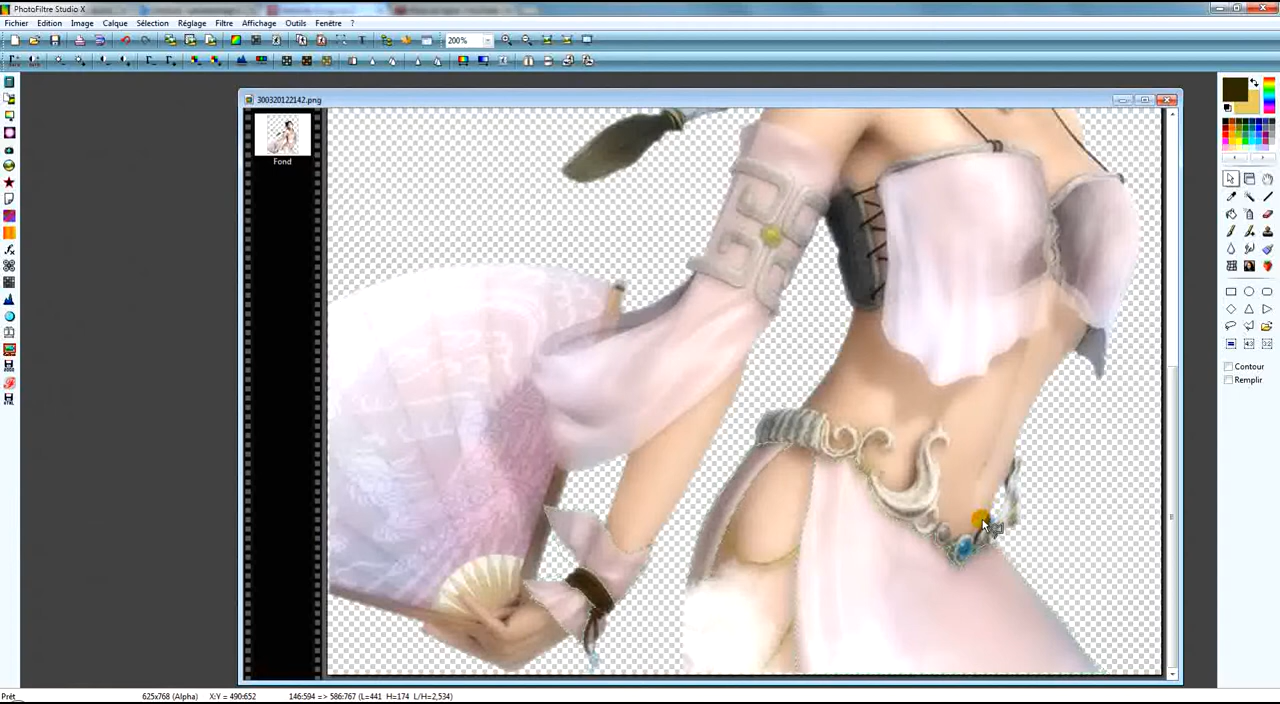 PhotoFiltre Studio X
Fichier Edition Image Calque Sélection Réglage Filtre Affichage Outils Fenêtre ?
200%
300320122142.png
Fond
Contour
Remplir
Prêt 625x768 (Alpha) X:Y = 490:652 146:594 => 586:767 (L=441 H=174 L/H=2,534)